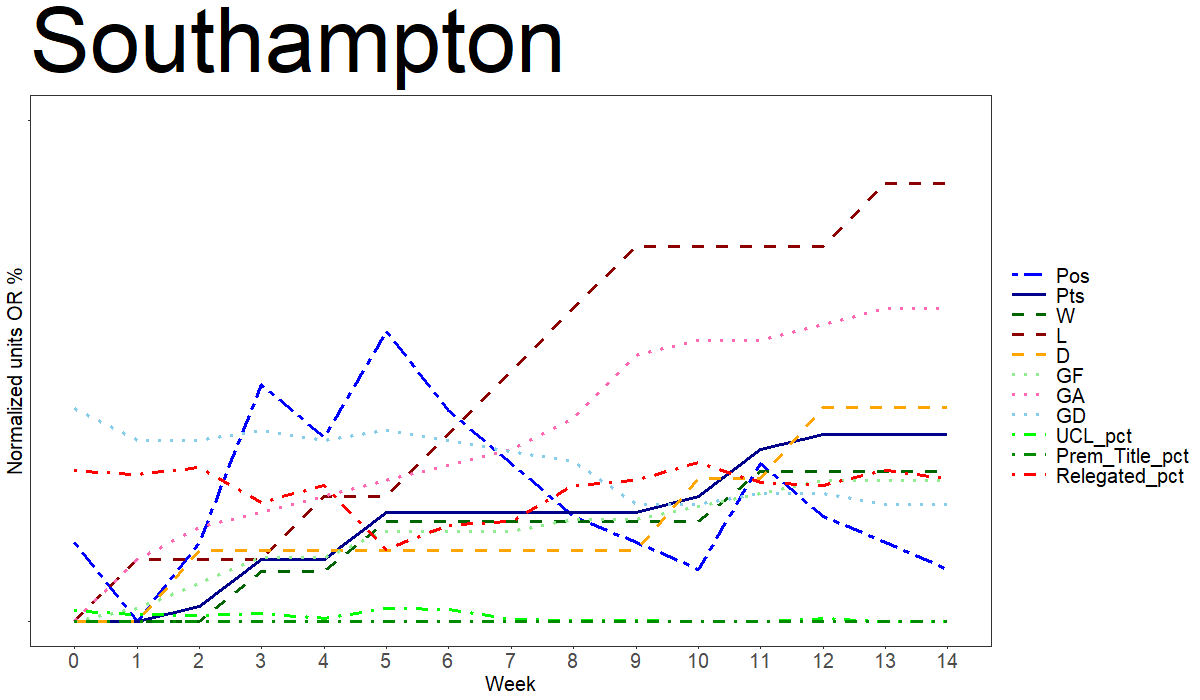 Southampton
Normalized units OR %
Pos
Pts
W
L
D
GF
GA
GD
UCL_pct
Prem_Title_pct
Relegated_pct
0 1 2 3 4 5 6 7 8 9 10 11 12 13 14
Week